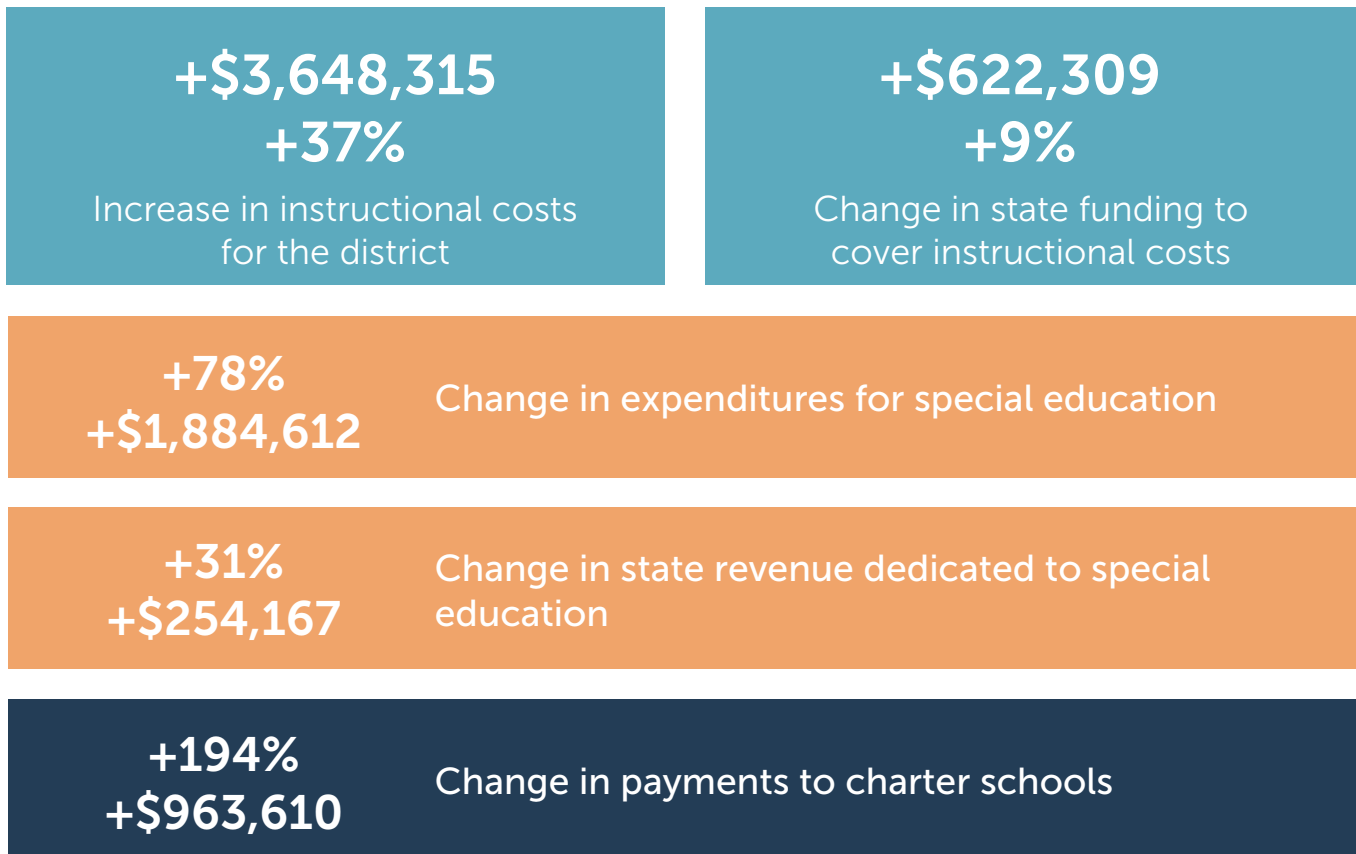 +$3,648,315
+37%
Increase in instructional costs
for the district
+$622,309
+9%
Change in state funding to
cover instructional costs
+78%
+$1,884,612
Change in expenditures for special education
+31%
+$254,167
Change in state revenue dedicated to special
education
+194%
+$963,610
Change in payments to charter schools